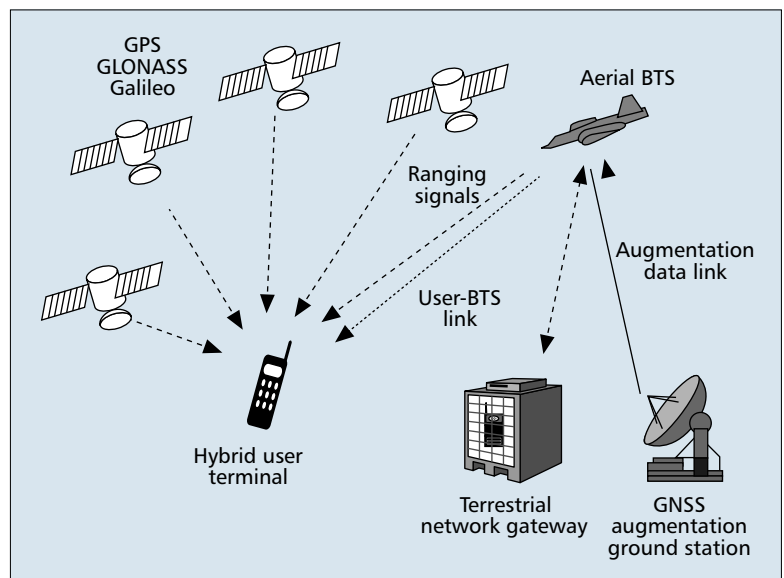 GPS
GLONASS
Galileo
Aerial BTS
Ranging
signals
Augmentation
data link
User-BTS
link
Hybrid user
terminal
Terrestrial
network gateway
GNSS
augmentation
ground station